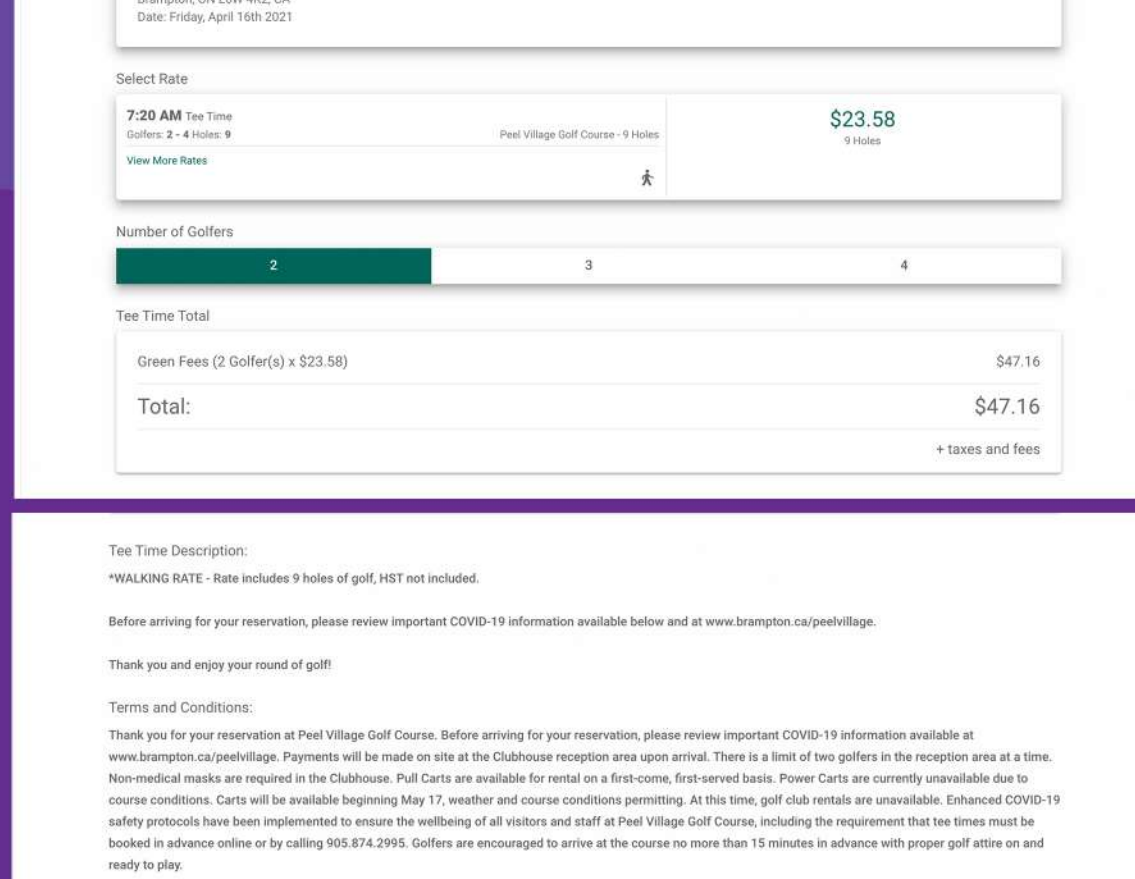 Brampton, ON L6W 4R2, CA
Date: Friday, April 16th 2021
Select Rate
7:20 AM Tee Time
Golfers: 2 - 4 Holes: 9
Peel Village Golf Course - 9 Holes
View More Rates
$23.58
9 Holes
Number of Golfers
2 3 4
Tee Time Total
Green Fees (2 Golfer(s) x $23.58) $47.16
Total: $47.16
+ taxes and fees
Tee Time Description:
*WALKING RATE - Rate includes 9 holes of golf, HST not included.
Before arriving for your reservation, please review important COVID-19 information available below and at www.brampton.ca/peelvillage.
Thank you and enjoy your round of golf!
Terms and Conditions:
Thank you for your reservation at Peel Village Golf Course. Before arriving for your reservation, please review important COVID-19 information available at
www.brampton.ca/peelvillage. Payments will be made on site at the Clubhouse reception area upon arrival. There is a limit of two golfers in the reception area at a time.
Non-medical masks are required in the Clubhouse. Pull Carts are available for rental on a first-come, first-served basis. Power Carts are currently unavailable due to
course conditions. Carts will be available beginning May 17, weather and course conditions permitting. At this time, golf club rentals are unavailable. Enhanced COVID-19
safety protocols have been implemented to ensure the wellbeing of all visitors and staff at Peel Village Golf Course, including the requirement that tee times must be
booked in advance online or by calling 905.874.2995. Golfers are encouraged to arrive at the course no more than 15 minutes in advance with proper golf attire on and
ready to play.